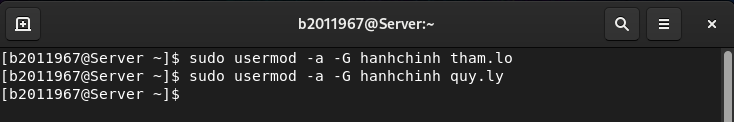 b2011967@Server:~
[b2011967@Server ~]$ sudo usermod -a -G hanhchinh tham.lo
[b2011967@Server ~]$ sudo usermod -a -G hanhchinh quy.ly
[b2011967@Server ~]$